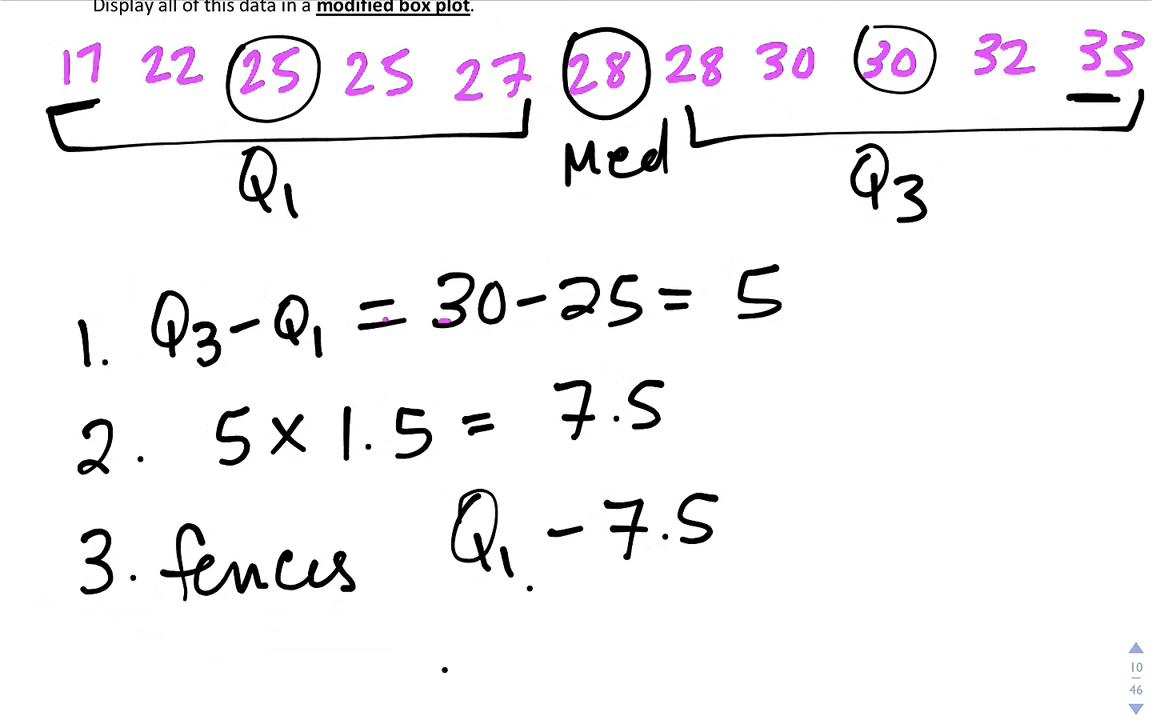 Display all of this data in a modified box plot.
17 22 25 25 27 28 28 30 30 32 33
Q1 Med Q3
1. Q3-Q1 = 30-25= 5
2. 5 x 1.5 = 7.5
3. fences Q1 - 7.5
10
46